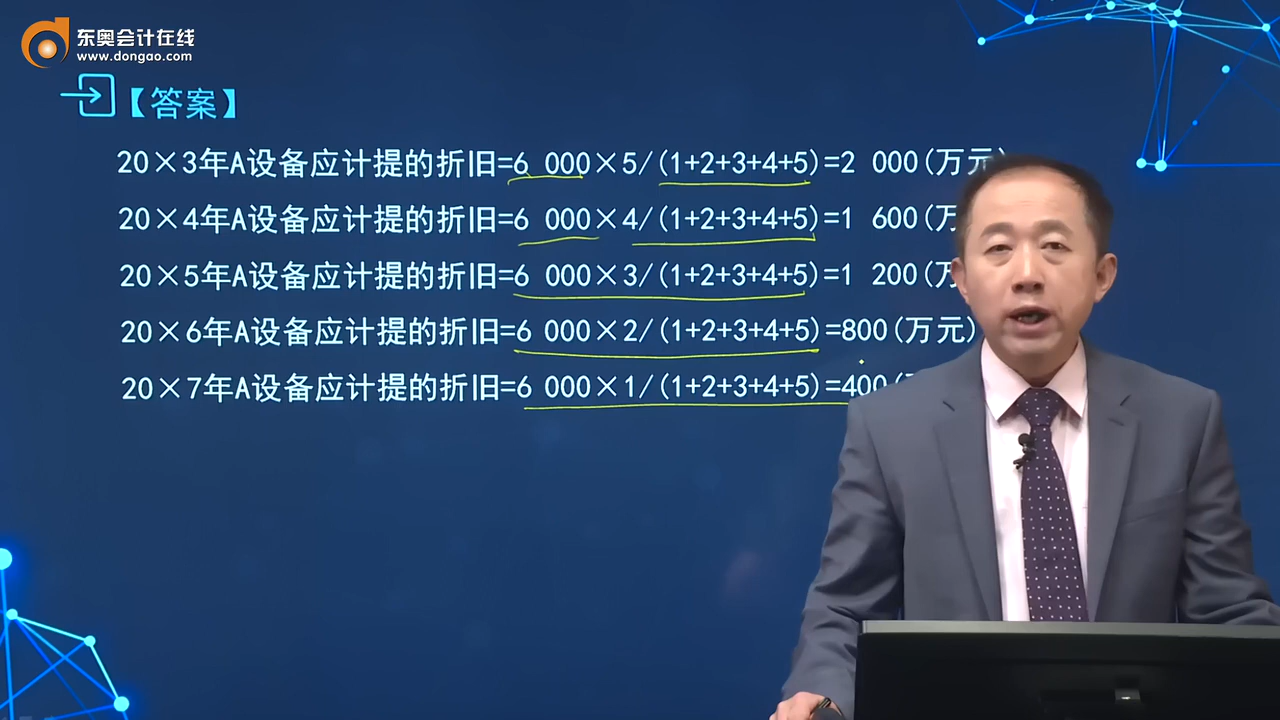 东奥会计在线
www.dongao.com
【答案】
20×3年A设备应计提的折旧=6 000×5/(1+2+3+4+5)=2 000(万元)
20×4年A设备应计提的折旧=6 000×4/(1+2+3+4+5)=1 600(万
20×5年A设备应计提的折旧=6 000×3/(1+2+3+4+5)=1 200(万
20×6年A设备应计提的折旧=6 000×2/(1+2+3+4+5)=800(万元)
20×7年A设备应计提的折旧=6 000×1/(1+2+3+4+5)=400(